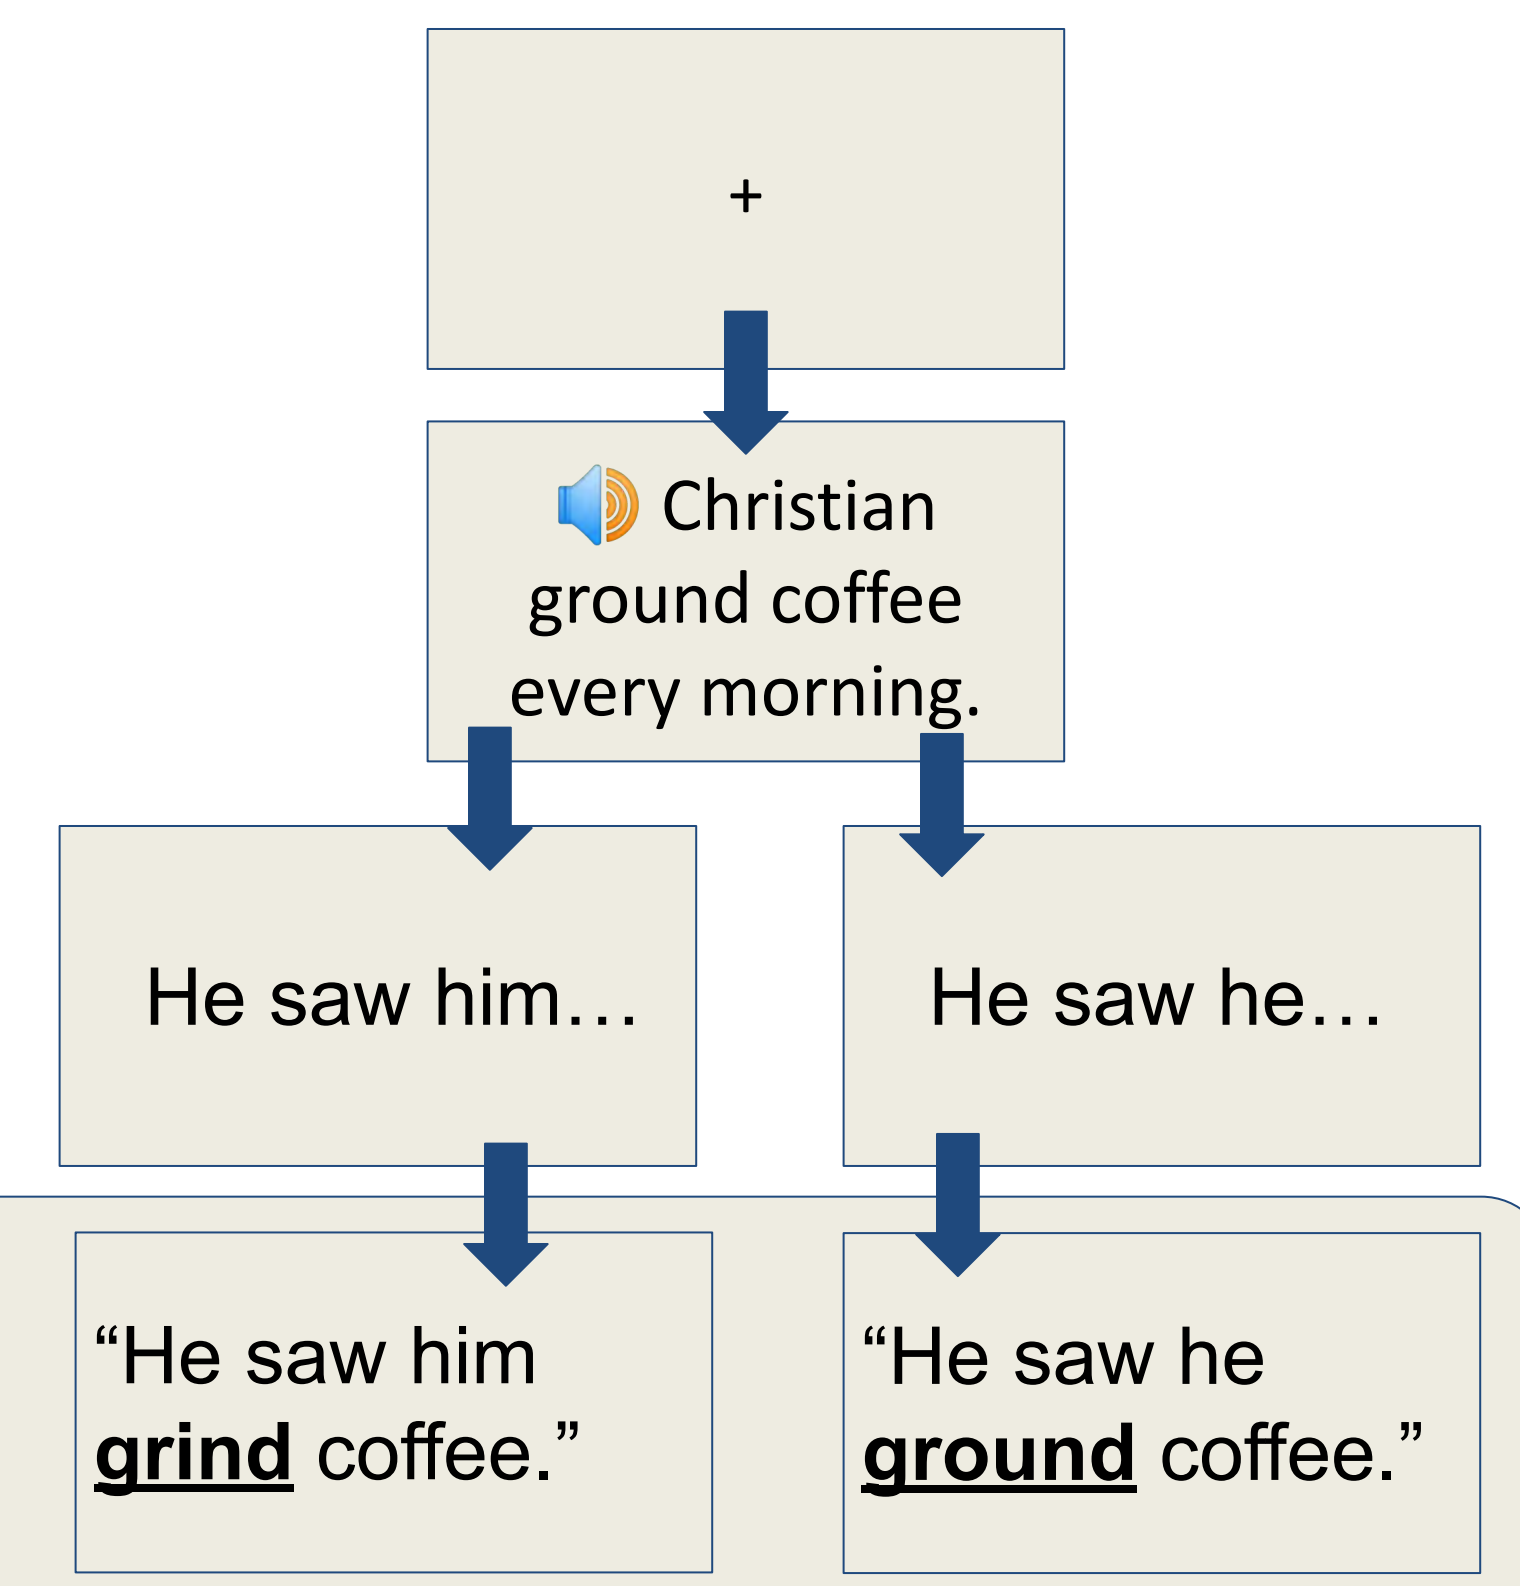 +
Christian
ground coffee
every morning.
He saw him…
He saw he…
“He saw him
grind coffee.”
“He saw he
ground coffee.”